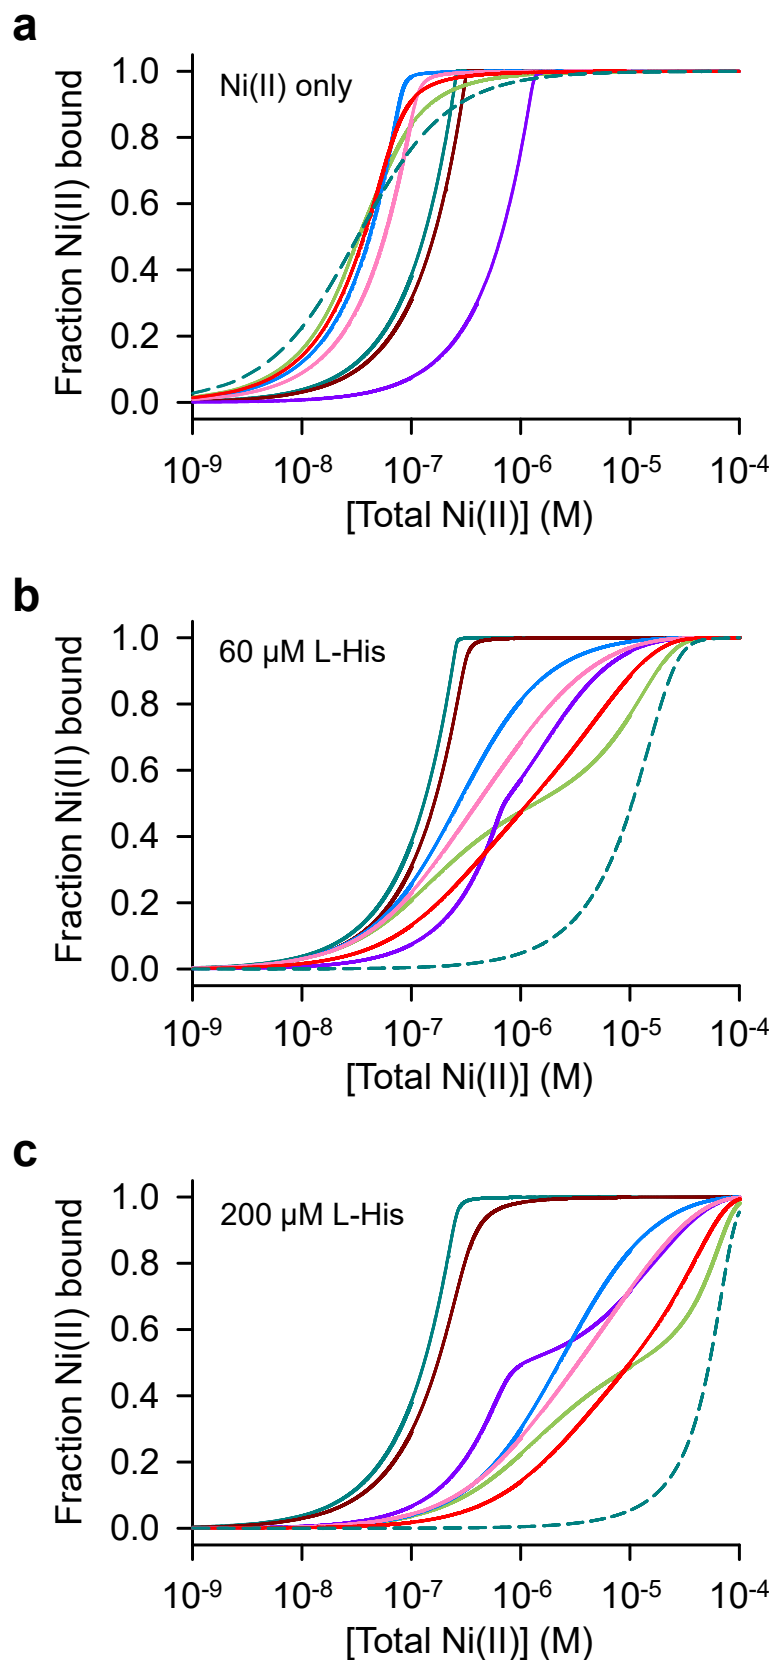 a
Ni(II) only
Fraction Ni(II) bound
1.0
0.8
0.6
0.4
0.2
0.0
10⁻⁹ 10⁻⁸ 10⁻⁷ 10⁻⁶ 10⁻⁵ 10⁻⁴
[Total Ni(II)] (M)
b
60 µM L-His
Fraction Ni(II) bound
1.0
0.8
0.6
0.4
0.2
0.0
10⁻⁹ 10⁻⁸ 10⁻⁷ 10⁻⁶ 10⁻⁵ 10⁻⁴
[Total Ni(II)] (M)
c
200 µM L-His
Fraction Ni(II) bound
1.0
0.8
0.6
0.4
0.2
0.0
10⁻⁹ 10⁻⁸ 10⁻⁷ 10⁻⁶ 10⁻⁵ 10⁻⁴
[Total Ni(II)] (M)